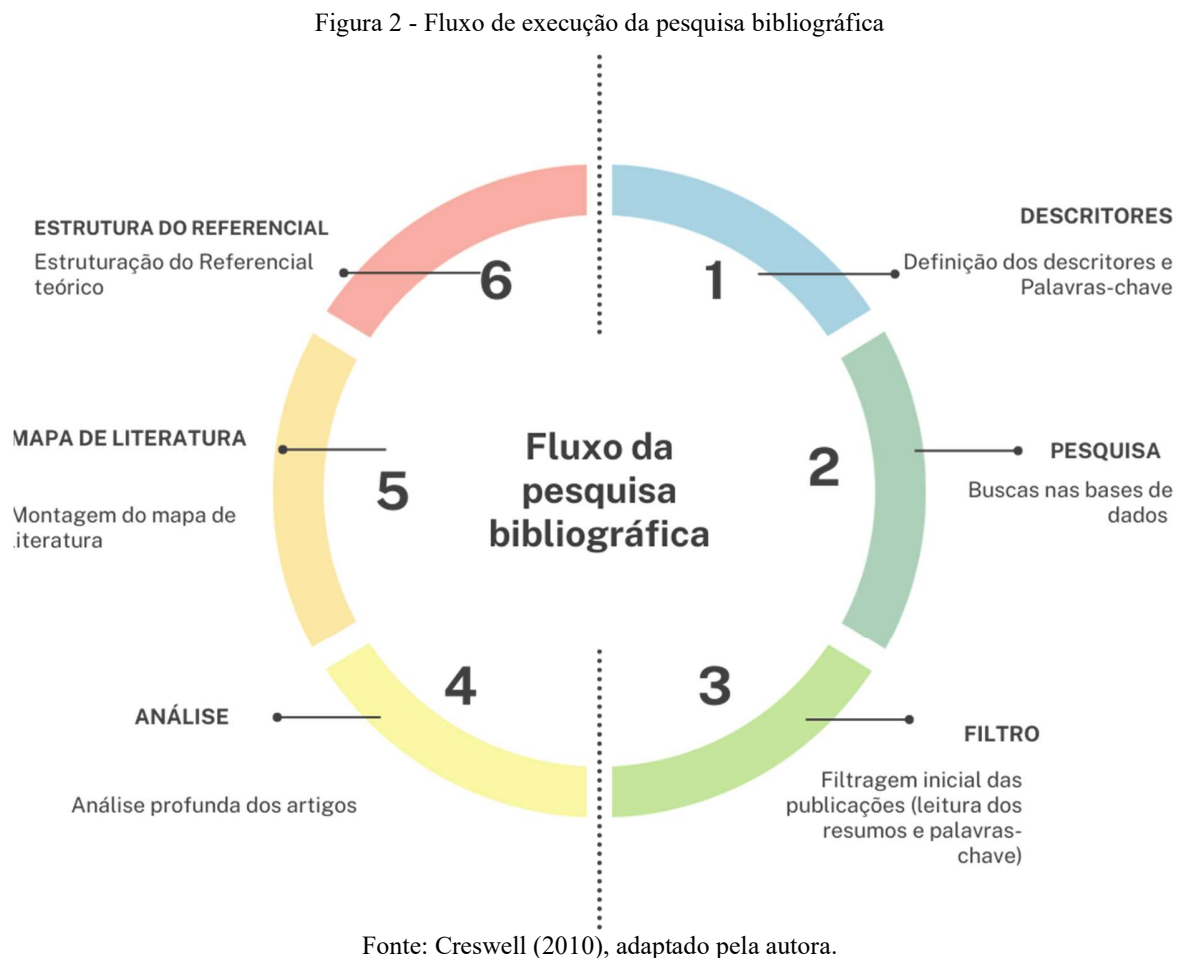 Figura 2 - Fluxo de execução da pesquisa bibliográfica
DESCRITORES
1
Definição dos descritores e
Palavras-chave
PESQUISA
2
Buscas nas bases de
dados
FILTRO
3
Filtragem inicial das
publicações (leitura dos
resumos e palavras-
chave)
ANÁLISE
4
Análise profunda dos artigos
MAPA DE LITERATURA
5
Montagem do mapa de
iteratura
ESTRUTURA DO REFERENCIAL
6
Estruturação do Referencial
teórico
Fluxo da
pesquisa
bibliográfica
Fonte: Creswell (2010), adaptado pela autora.